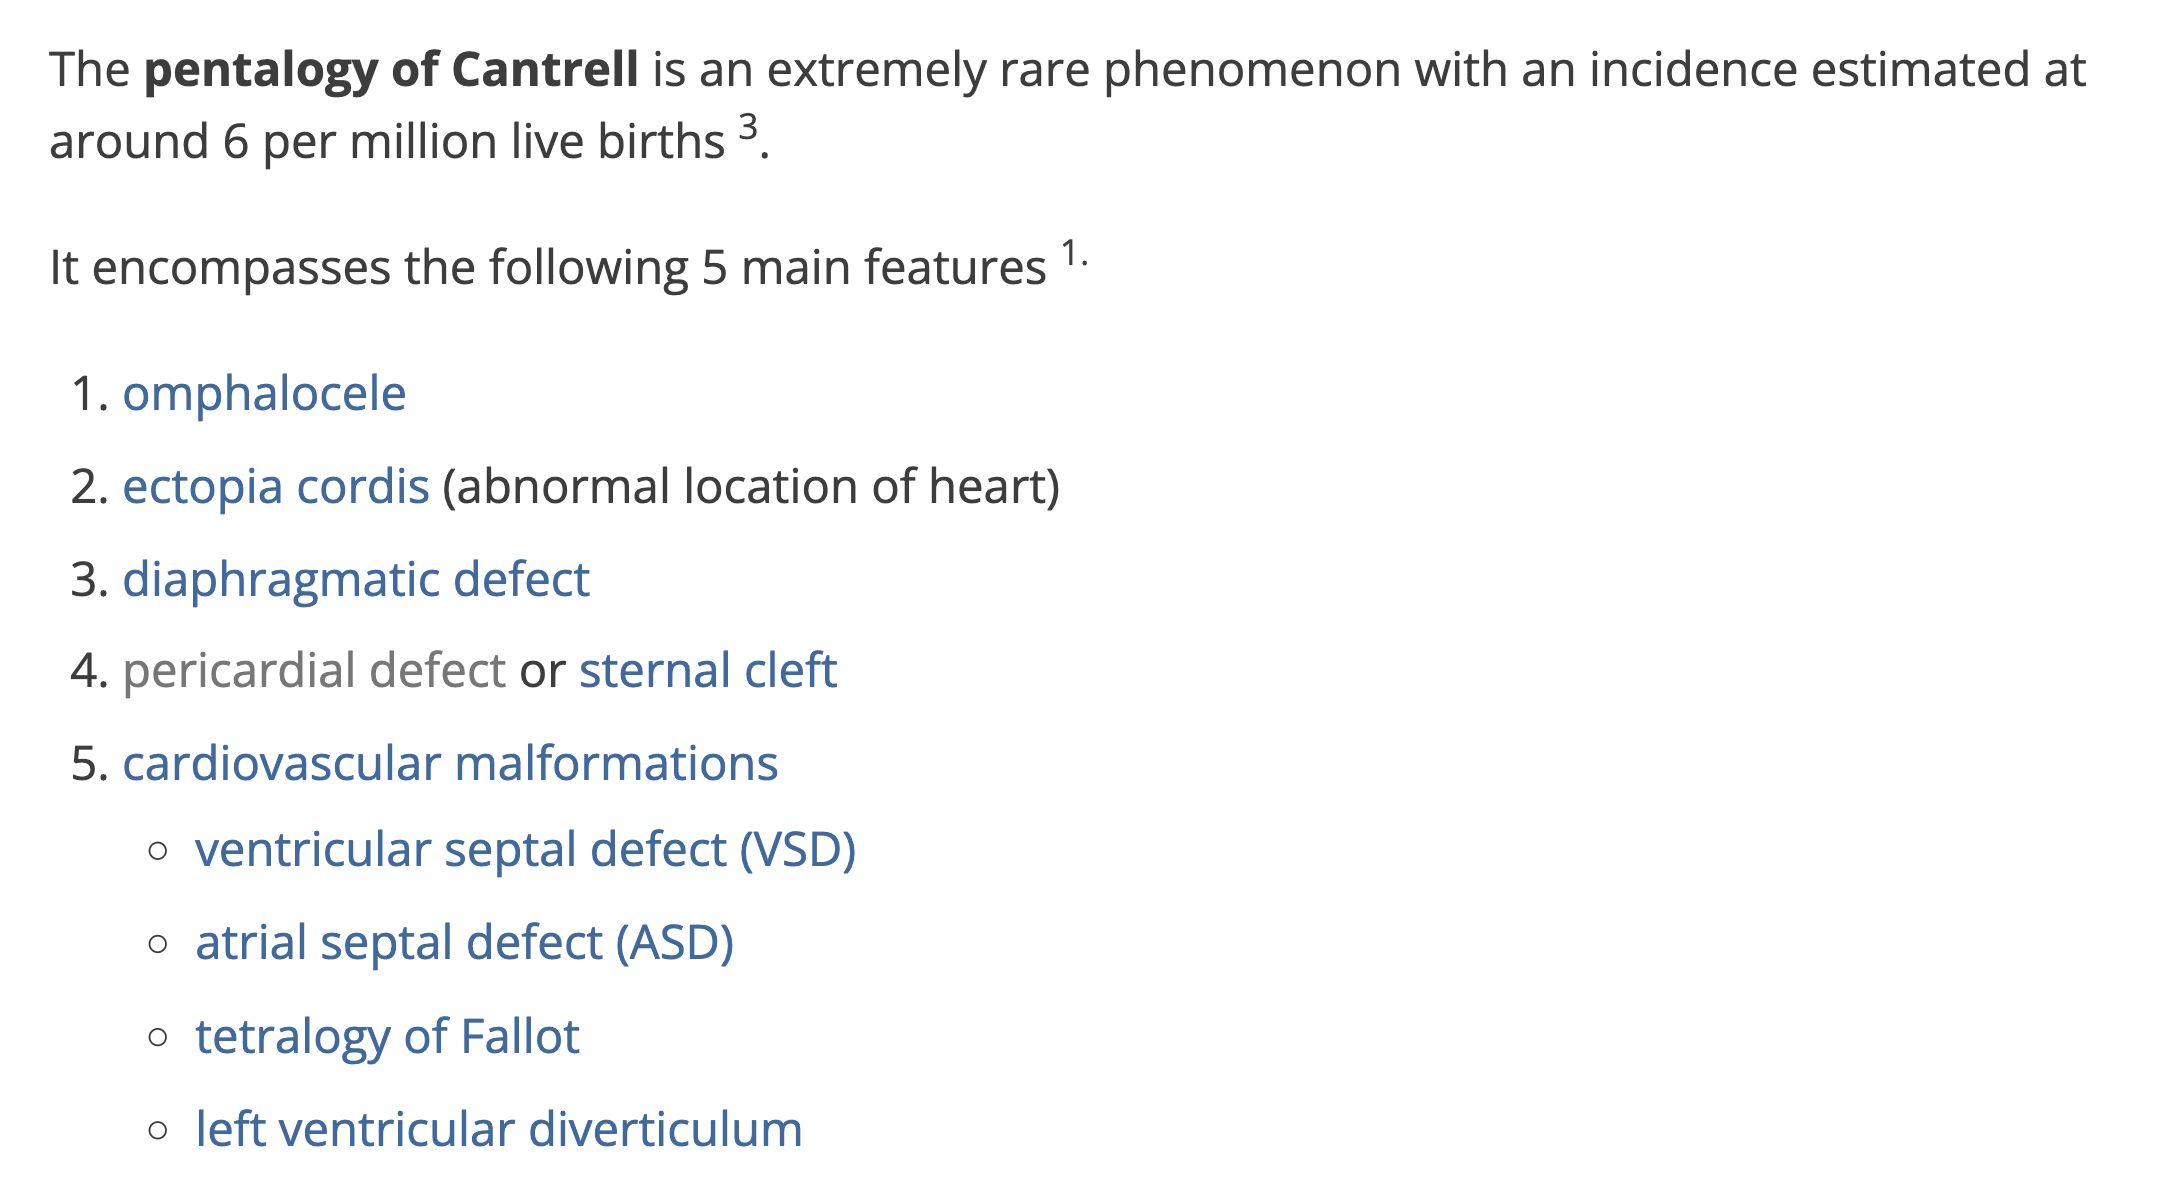 The pentalogy of Cantrell is an extremely rare phenomenon with an incidence estimated at
around 6 per million live births 3.
It encompasses the following 5 main features 1.
1. omphalocele
2. ectopia cordis (abnormal location of heart)
3. diaphragmatic defect
4. pericardial defect or sternal cleft
5. cardiovascular malformations
○ ventricular septal defect (VSD)
○ atrial septal defect (ASD)
○ tetralogy of Fallot
○ left ventricular diverticulum